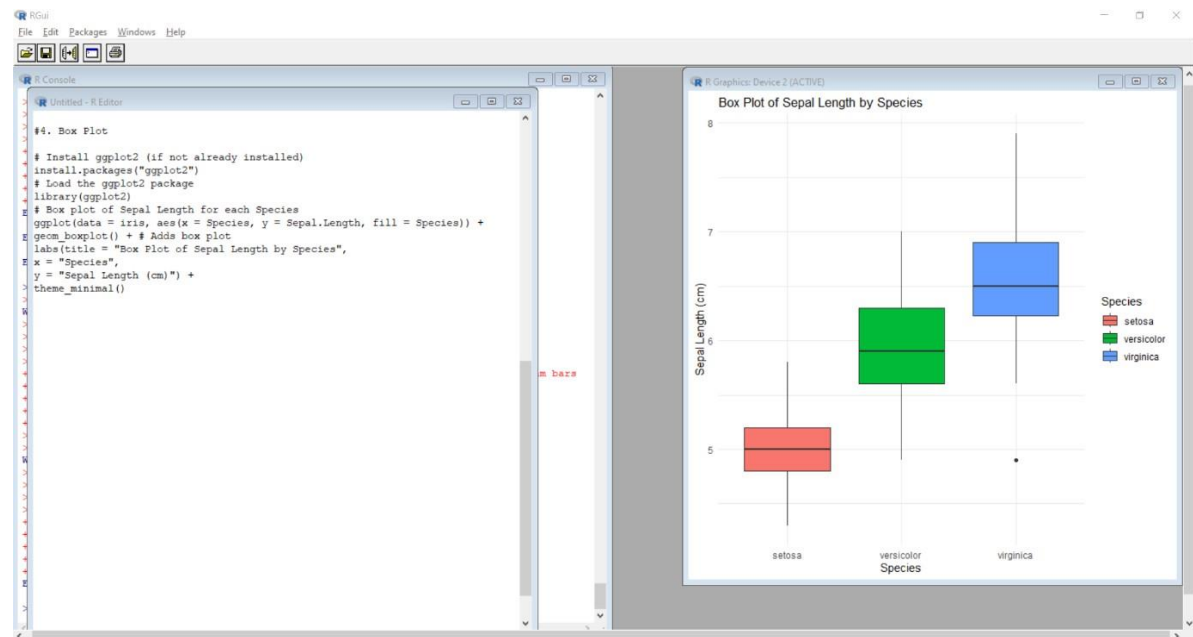 RGui
File Edit Packages Windows Help
R Console
Untitled - R Editor
#4. Box Plot
# Install ggplot2 (if not already installed)
install.packages("ggplot2")
# Load the ggplot2 package
library(ggplot2)
# Box plot of Sepal Length for each Species
ggplot(data = iris, aes(x = Species, y = Sepal.Length, fill = Species)) +
geom_boxplot() + # Adds box plot
labs(title = "Box Plot of Sepal Length by Species",
x = "Species",
y = "Sepal Length (cm)") +
theme_minimal()
m bars
R Graphics: Device 2 (ACTIVE)
Box Plot of Sepal Length by Species
8
7
6
5
Sepal Length (cm)
setosa versicolor virginica
Species
Species
setosa
versicolor
virginica